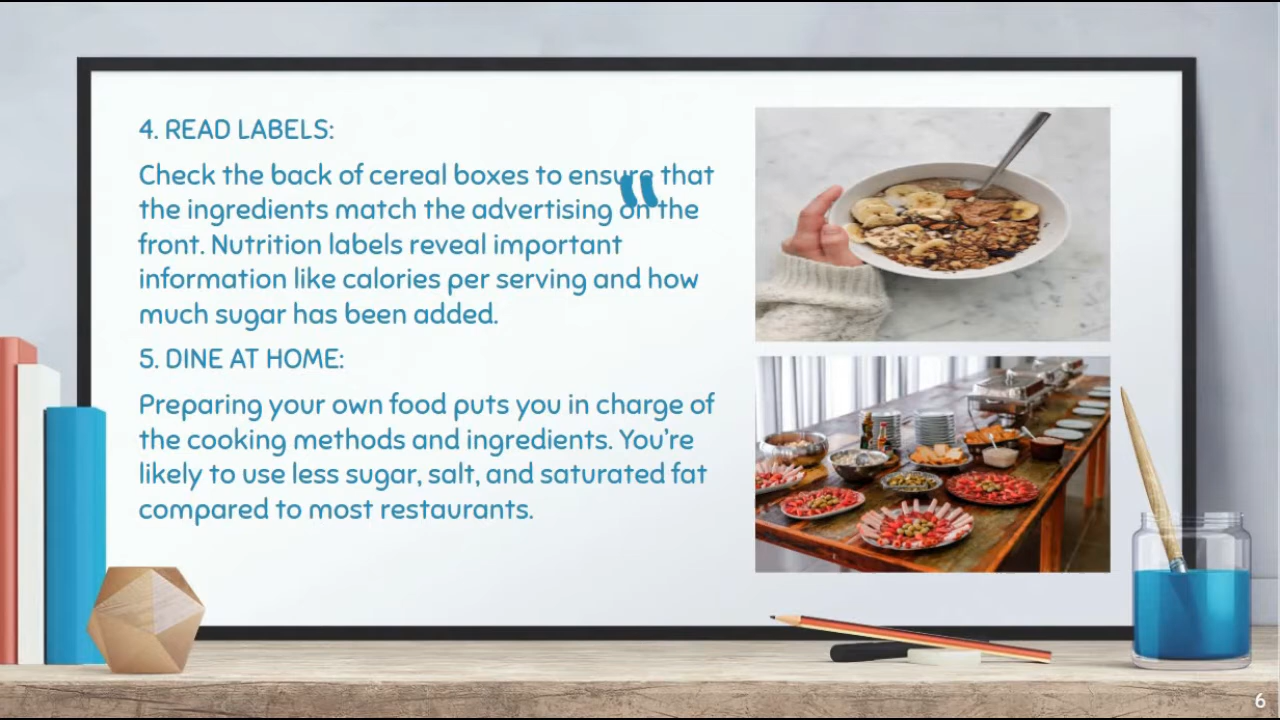 4. READ LABELS:
Check the back of cereal boxes to ensure that
the ingredients match the advertising on the
front. Nutrition labels reveal important
information like calories per serving and how
much sugar has been added.
5. DINE AT HOME:
Preparing your own food puts you in charge of
the cooking methods and ingredients. You’re
likely to use less sugar, salt, and saturated fat
compared to most restaurants.
“
6